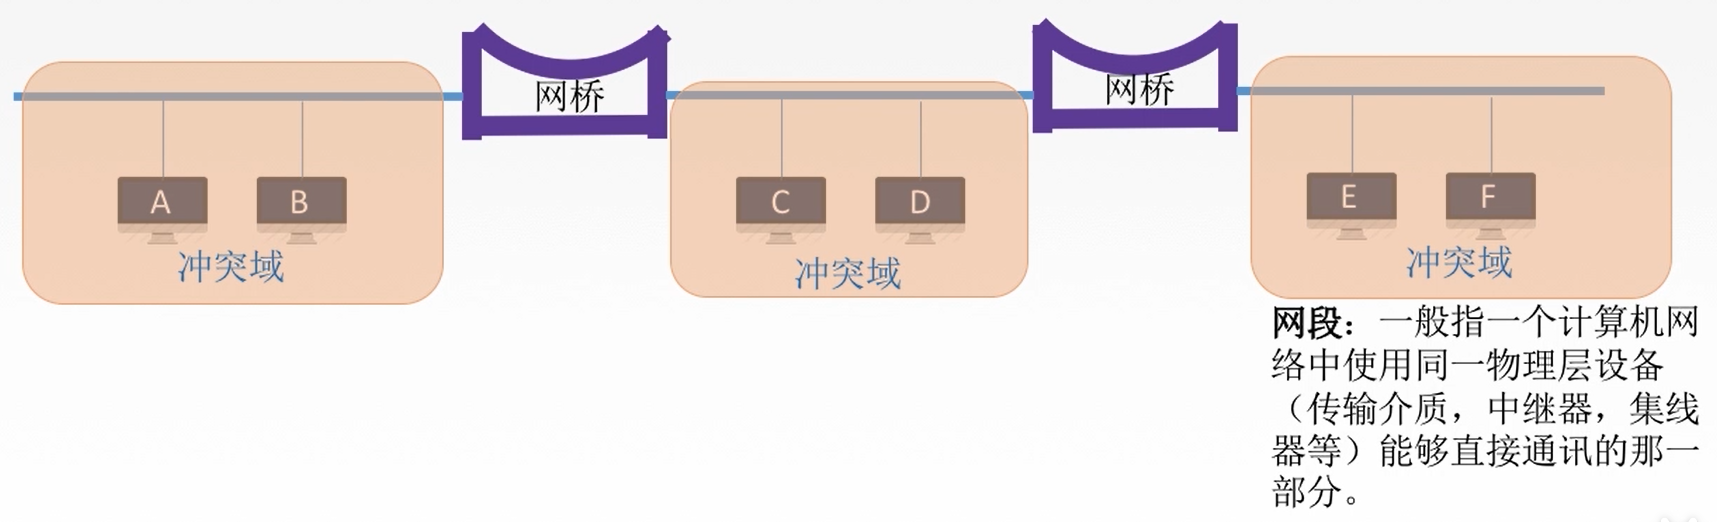 网桥
网桥
A
B
冲突域
C
D
冲突域
E
F
冲突域
网段：一般指一个计算机网
络中使用同一物理层设备
（传输介质，中继器，集线
器等）能够直接通讯的那一
部分。